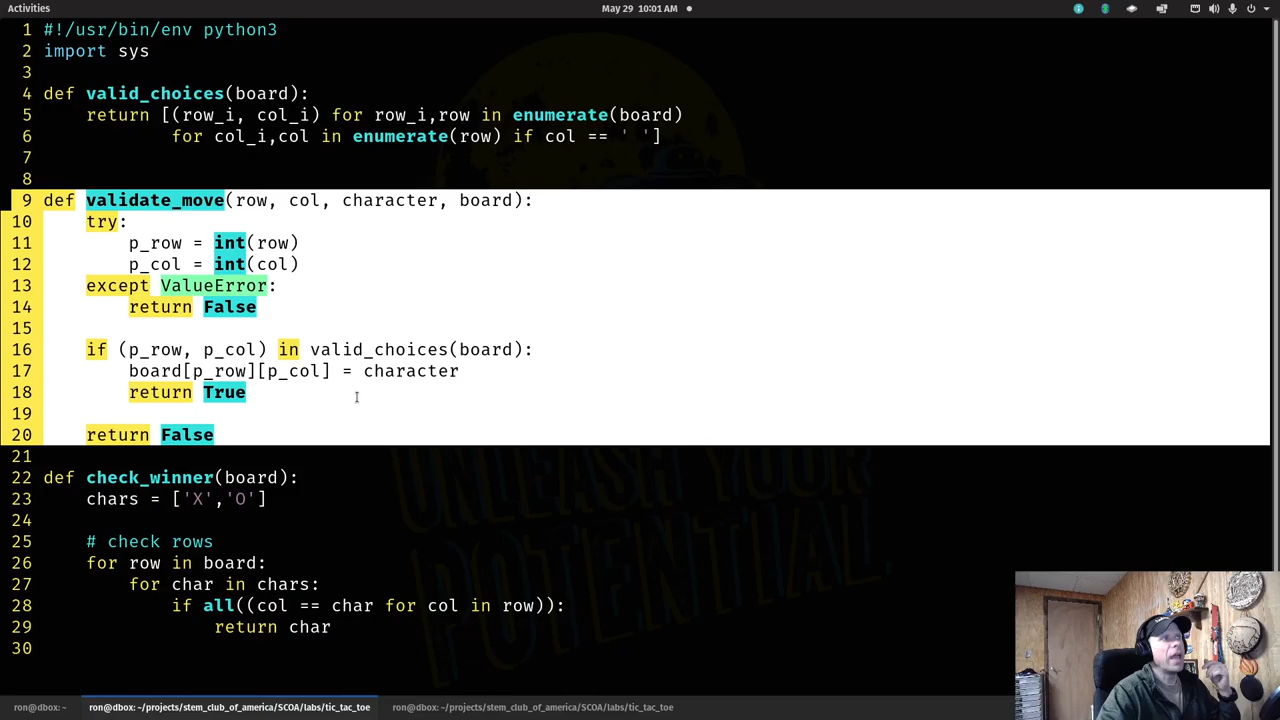 Activities
May 29 10:01 AM
1 #!/usr/bin/env python3
2 import sys
3
4 def valid_choices(board):
5     return [(row_i, col_i) for row_i,row in enumerate(board)
6             for col_i,col in enumerate(row) if col == ' ']
7
8
9 def validate_move(row, col, character, board):
10     try:
11         p_row = int(row)
12         p_col = int(col)
13     except ValueError:
14         return False
15
16     if (p_row, p_col) in valid_choices(board):
17         board[p_row][p_col] = character
18         return True
19
20     return False
21
22 def check_winner(board):
23     chars = ['X','O']
24
25     # check rows
26     for row in board:
27         for char in chars:
28             if all((col == char for col in row)):
29                 return char
30
UNLEASH YOUR
POTENTIAL.
ron@dbox: ~
ron@dbox: ~/projects/stem_club_of_america/SCOA/labs/tic_tac_toe
ron@dbox: ~/projects/stem_club_of_america/SCOA/labs/tic_tac_toe